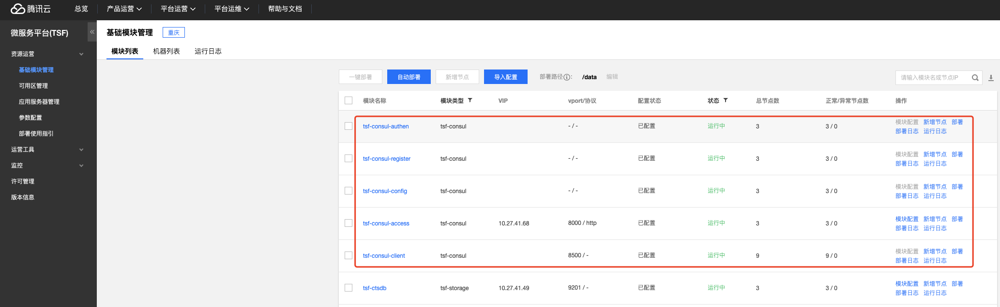 腾讯云 总览 产品运营 平台运营 平台运维 帮助与文档
微服务平台(TSF)
资源运营
基础模块管理
可用区管理
应用服务器管理
参数配置
部署使用指引
运营工具
监控
许可管理
版本信息
基础模块管理 重庆
模块列表 机器列表 运行日志
一键部署 自动部署 新增节点 导入配置 部署路径 : /data 编辑 请输入模块名或节点IP
模块名称 模块类型 VIP vport/协议 配置状态 状态 总节点数 正常/异常节点数 操作
tsf-consul-authen tsf-consul - / - 已配置 运行中 3 3 / 0 模块配置 新增节点 部署
部署日志 运行日志
tsf-consul-register tsf-consul - / - 已配置 运行中 3 3 / 0 模块配置 新增节点 部署
部署日志 运行日志
tsf-consul-config tsf-consul - / - 已配置 运行中 3 3 / 0 模块配置 新增节点 部署
部署日志 运行日志
tsf-consul-access tsf-consul 10.27.41.68 8000 / http 已配置 运行中 3 3 / 0 模块配置 新增节点 部署
部署日志 运行日志
tsf-consul-client tsf-consul 8500 / - 已配置 运行中 9 9 / 0 模块配置 新增节点 部署
部署日志 运行日志
tsf-ctsdb tsf-storage 10.27.41.49 9201 / - 已配置 运行中 3 3 / 0 模块配置 新增节点 部署
部署日志 运行日志